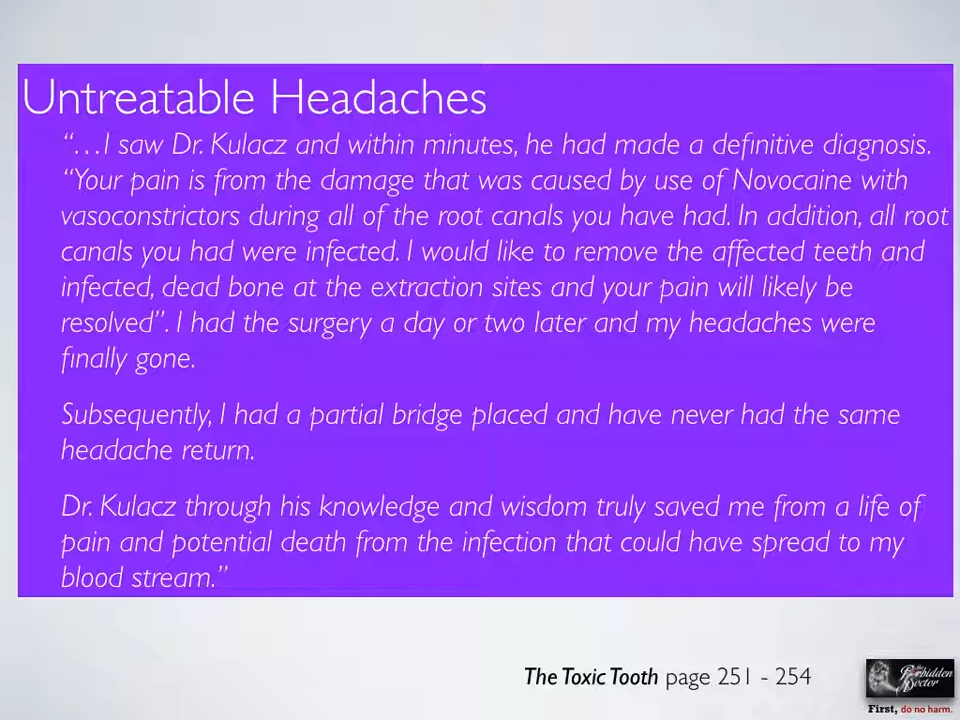 Untreatable Headaches
“…I saw Dr. Kulacz and within minutes, he had made a definitive diagnosis.
“Your pain is from the damage that was caused by use of Novocaine with
vasoconstrictors during all of the root canals you have had. In addition, all root
canals you had were infected. I would like to remove the affected teeth and
infected, dead bone at the extraction sites and your pain will likely be
resolved”. I had the surgery a day or two later and my headaches were
finally gone.
Subsequently, I had a partial bridge placed and have never had the same
headache return.
Dr. Kulacz through his knowledge and wisdom truly saved me from a life of
pain and potential death from the infection that could have spread to my
blood stream.”
The Toxic Tooth page 251 - 254
the
Forbidden
Doctor
First, do no harm.